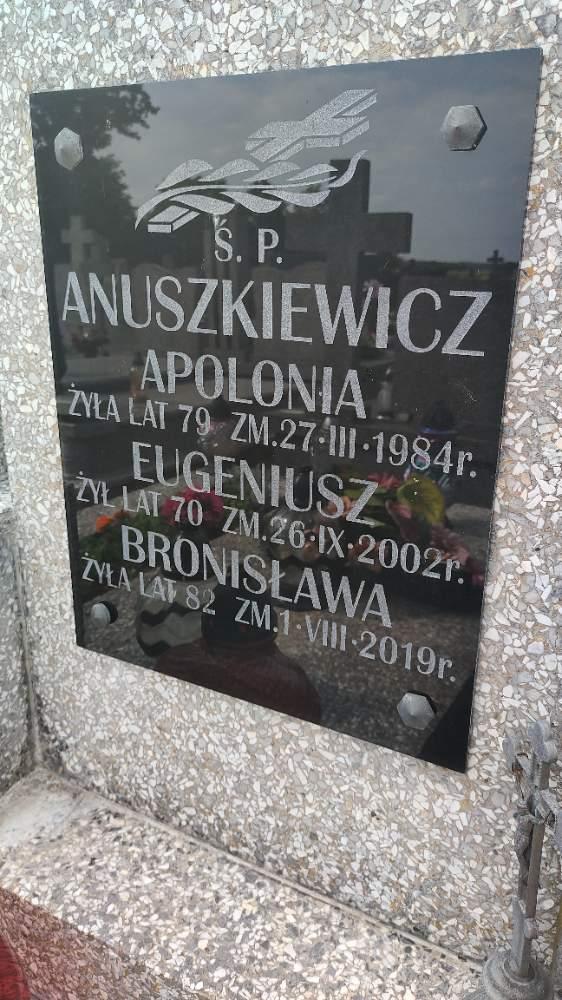 Ś. P.
ANUSZKIEWICZ
APOLONIA
ŻYŁA LAT 79 ZM. 27·III·1984r.
EUGENIUSZ
ŻYŁ LAT 70 ZM. 26·IX·2002r.
BRONISŁAWA
ŻYŁA LAT 82 ZM. 1·VIII·2019r.